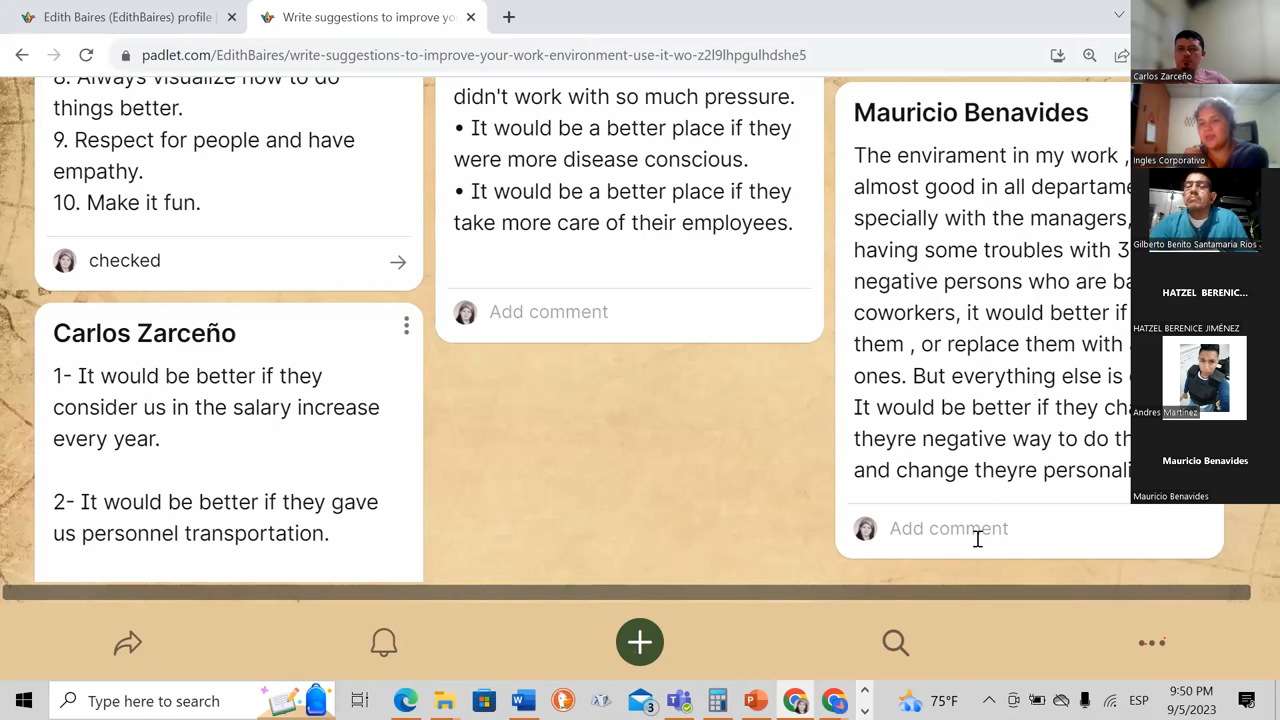 Edith Baires (EdithBaires) profile |
Write suggestions to improve yo
padlet.com/EdithBaires/write-suggestions-to-improve-your-work-environment-use-it-wo-z2l9lhpgulhdshe5
8. Always visualize how to do
things better.
9. Respect for people and have
empathy.
10. Make it fun.
checked
Carlos Zarceño
1- It would be better if they
consider us in the salary increase
every year.
2- It would be better if they gave
us personnel transportation.
didn't work with so much pressure.
• It would be a better place if they
were more disease conscious.
• It would be a better place if they
take more care of their employees.
Add comment
Mauricio Benavides
The envirament in my work ,
almost good in all departame
specially with the managers,
having some troubles with 3
negative persons who are ba
coworkers, it would better if
them , or replace them with
ones. But everything else is
It would be better if they cha
theyre negative way to do th
and change theyre personali
Add comment
Carlos Zarceño
Ingles Corporativo
Gilberto Benito Santamaria Rios
HATZEL BERENIC...
HATZEL BERENICE JIMÉNEZ
Andres Martinez
Mauricio Benavides
Mauricio Benavides
Type here to search
3
75°F
ESP
9:50 PM
9/5/2023